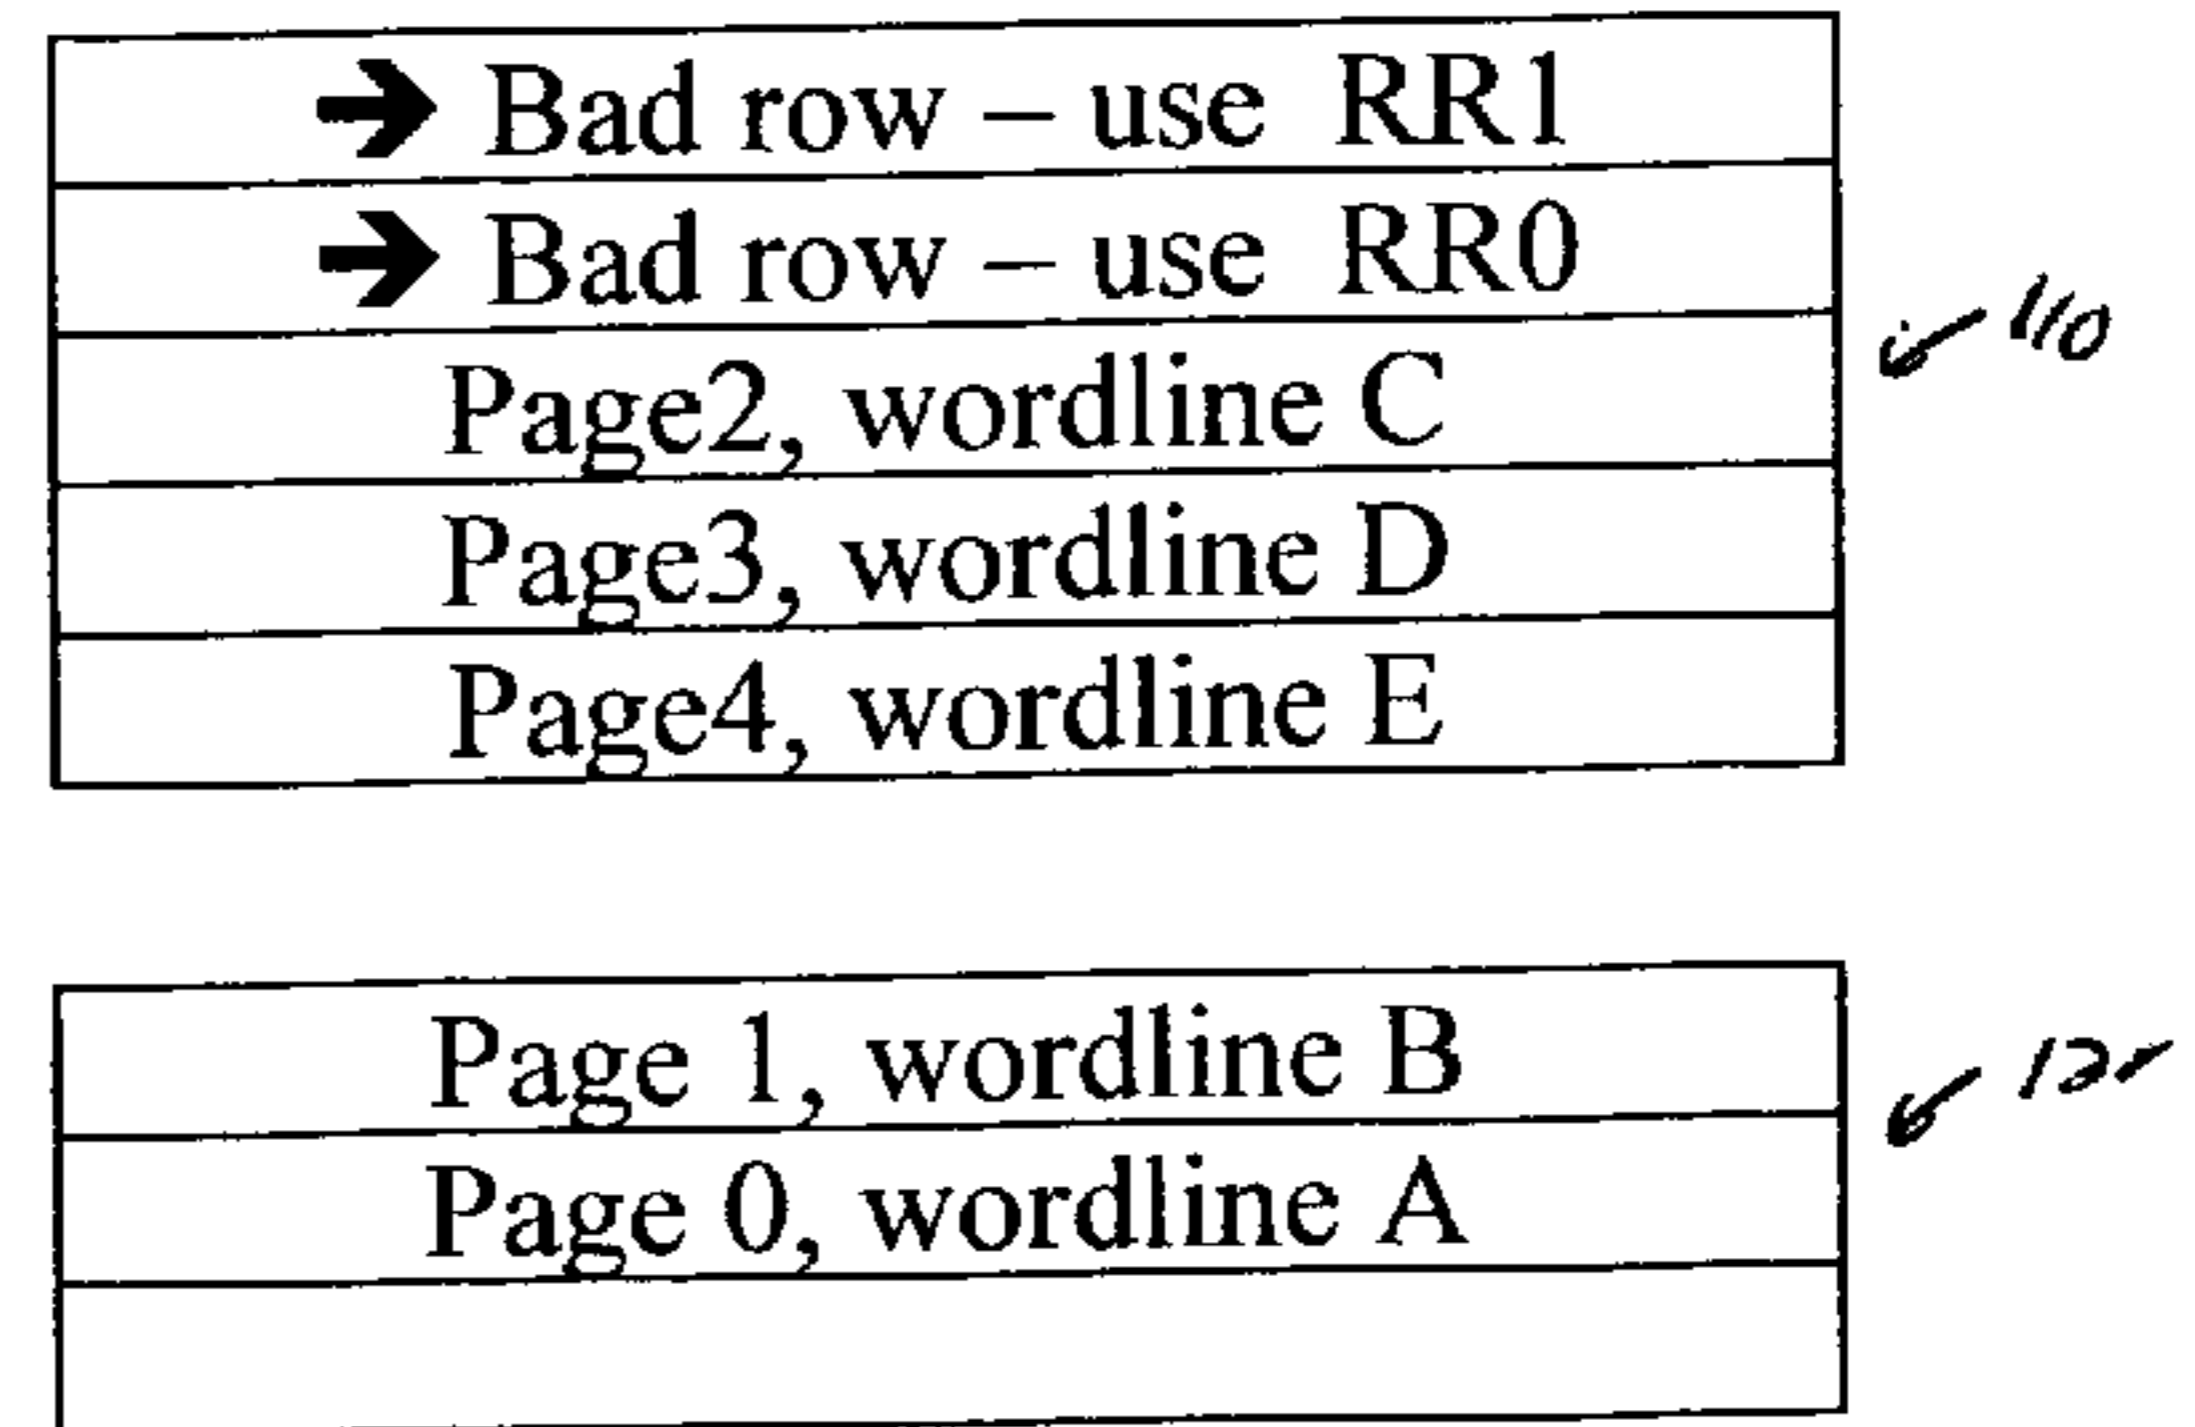 ➔ Bad row – use RR1
➔ Bad row – use RR0
110
Page2, wordline C
Page3, wordline D
Page4, wordline E
Page 1, wordline B
Page 0, wordline A